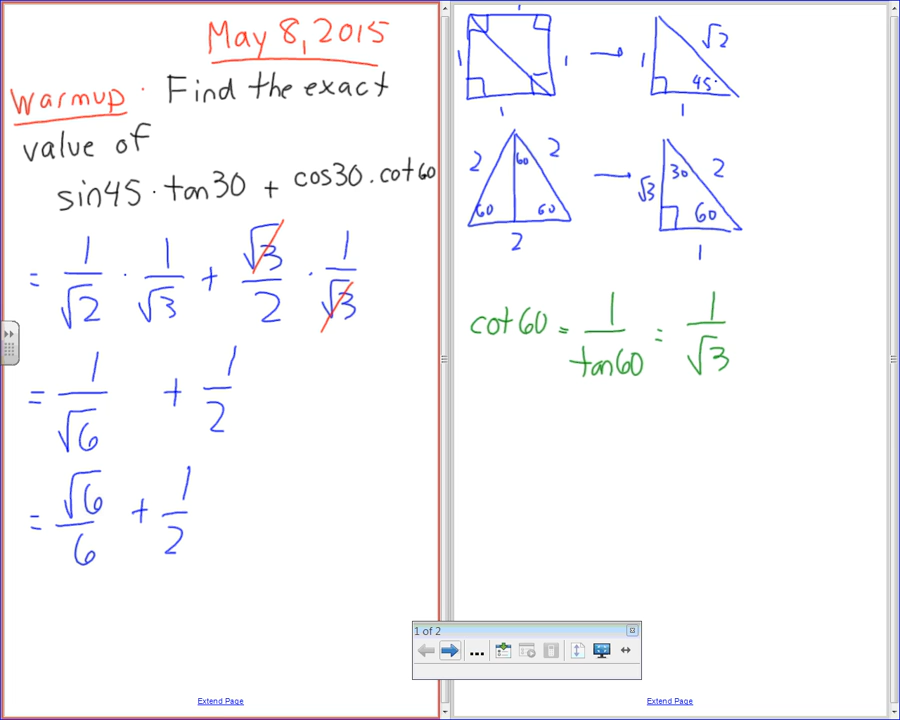 May 8, 2015
Warmup. Find the exact
value of
sin45 · tan30 + cos30 . cot60
= 1/√2 · 1/√3 + √3/2 · 1/√3
= 1/√6 + 1/2
= √6/6 + 1/2
Extend Page
1
1 1 → 1 √2
45°
1 1
2 60 2 → √3 30 2
60 60 60
2 1
cot60 = 1/tan60 = 1/√3
1 of 2
Extend Page